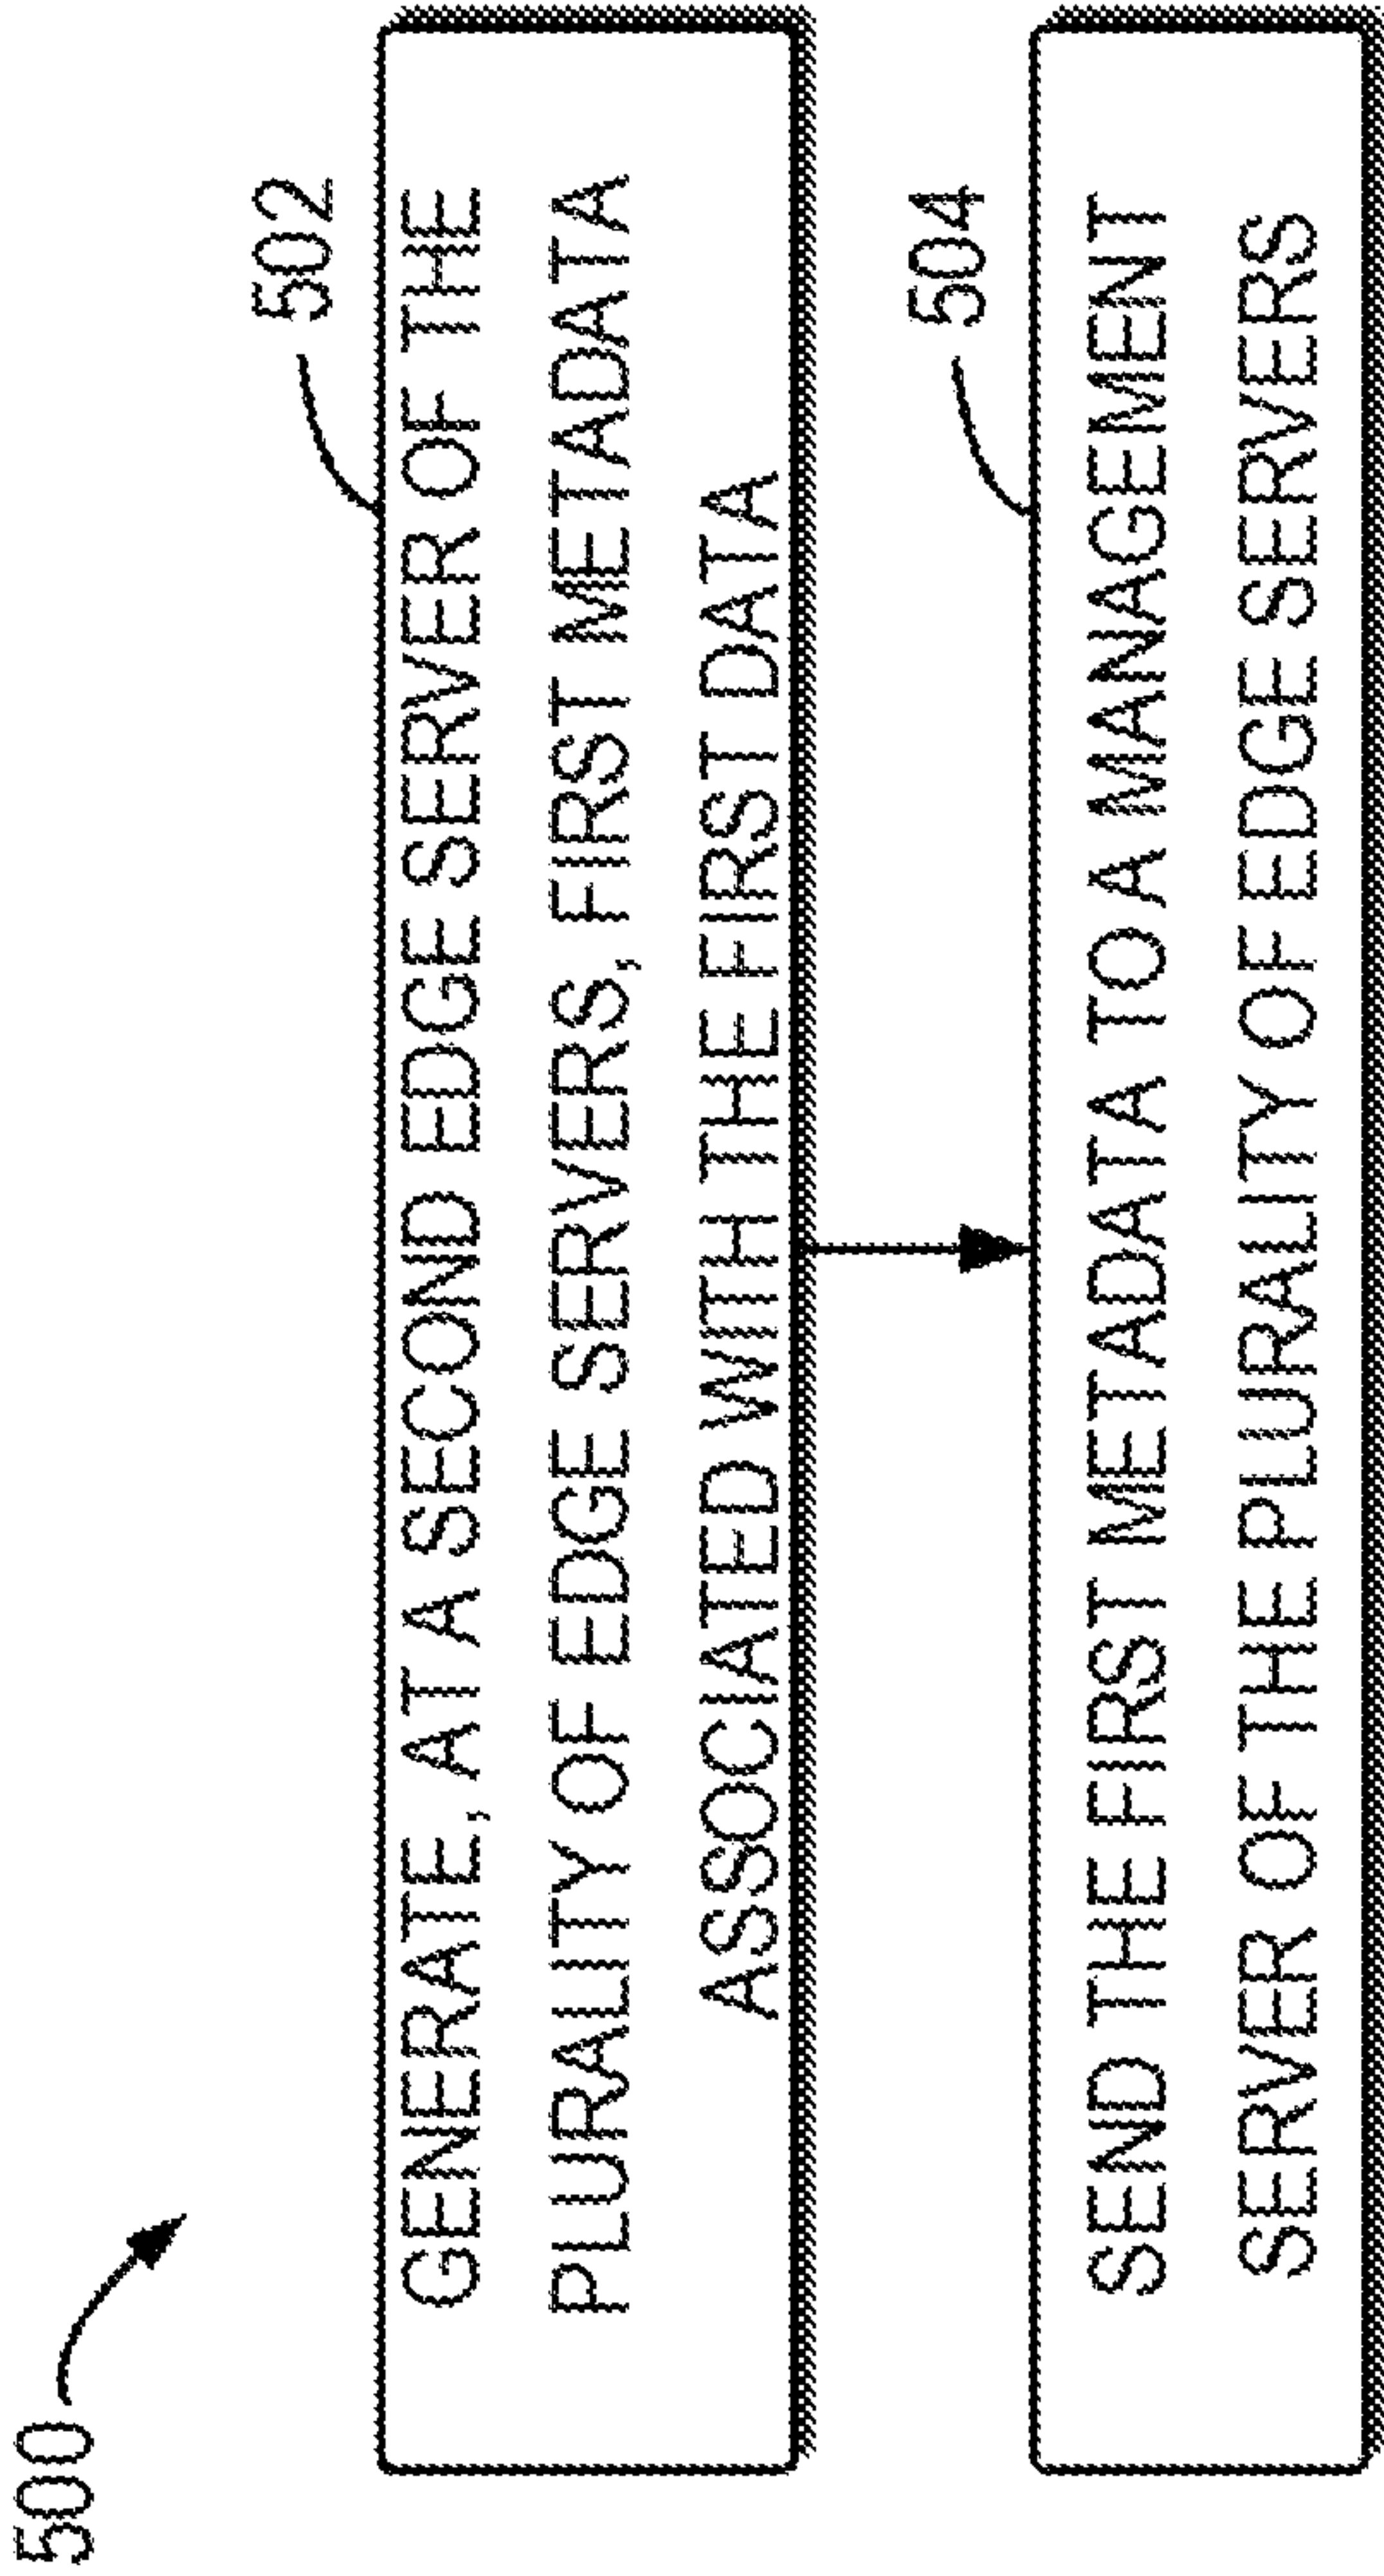 500
502
GENERATE, AT A SECOND EDGE SERVER OF THE
PLURALITY OF EDGE SERVERS, FIRST METADATA
ASSOCIATED WITH THE FIRST DATA
504
SEND THE FIRST METADATA TO A MANAGEMENT
SERVER OF THE PLURALITY OF EDGE SERVERS